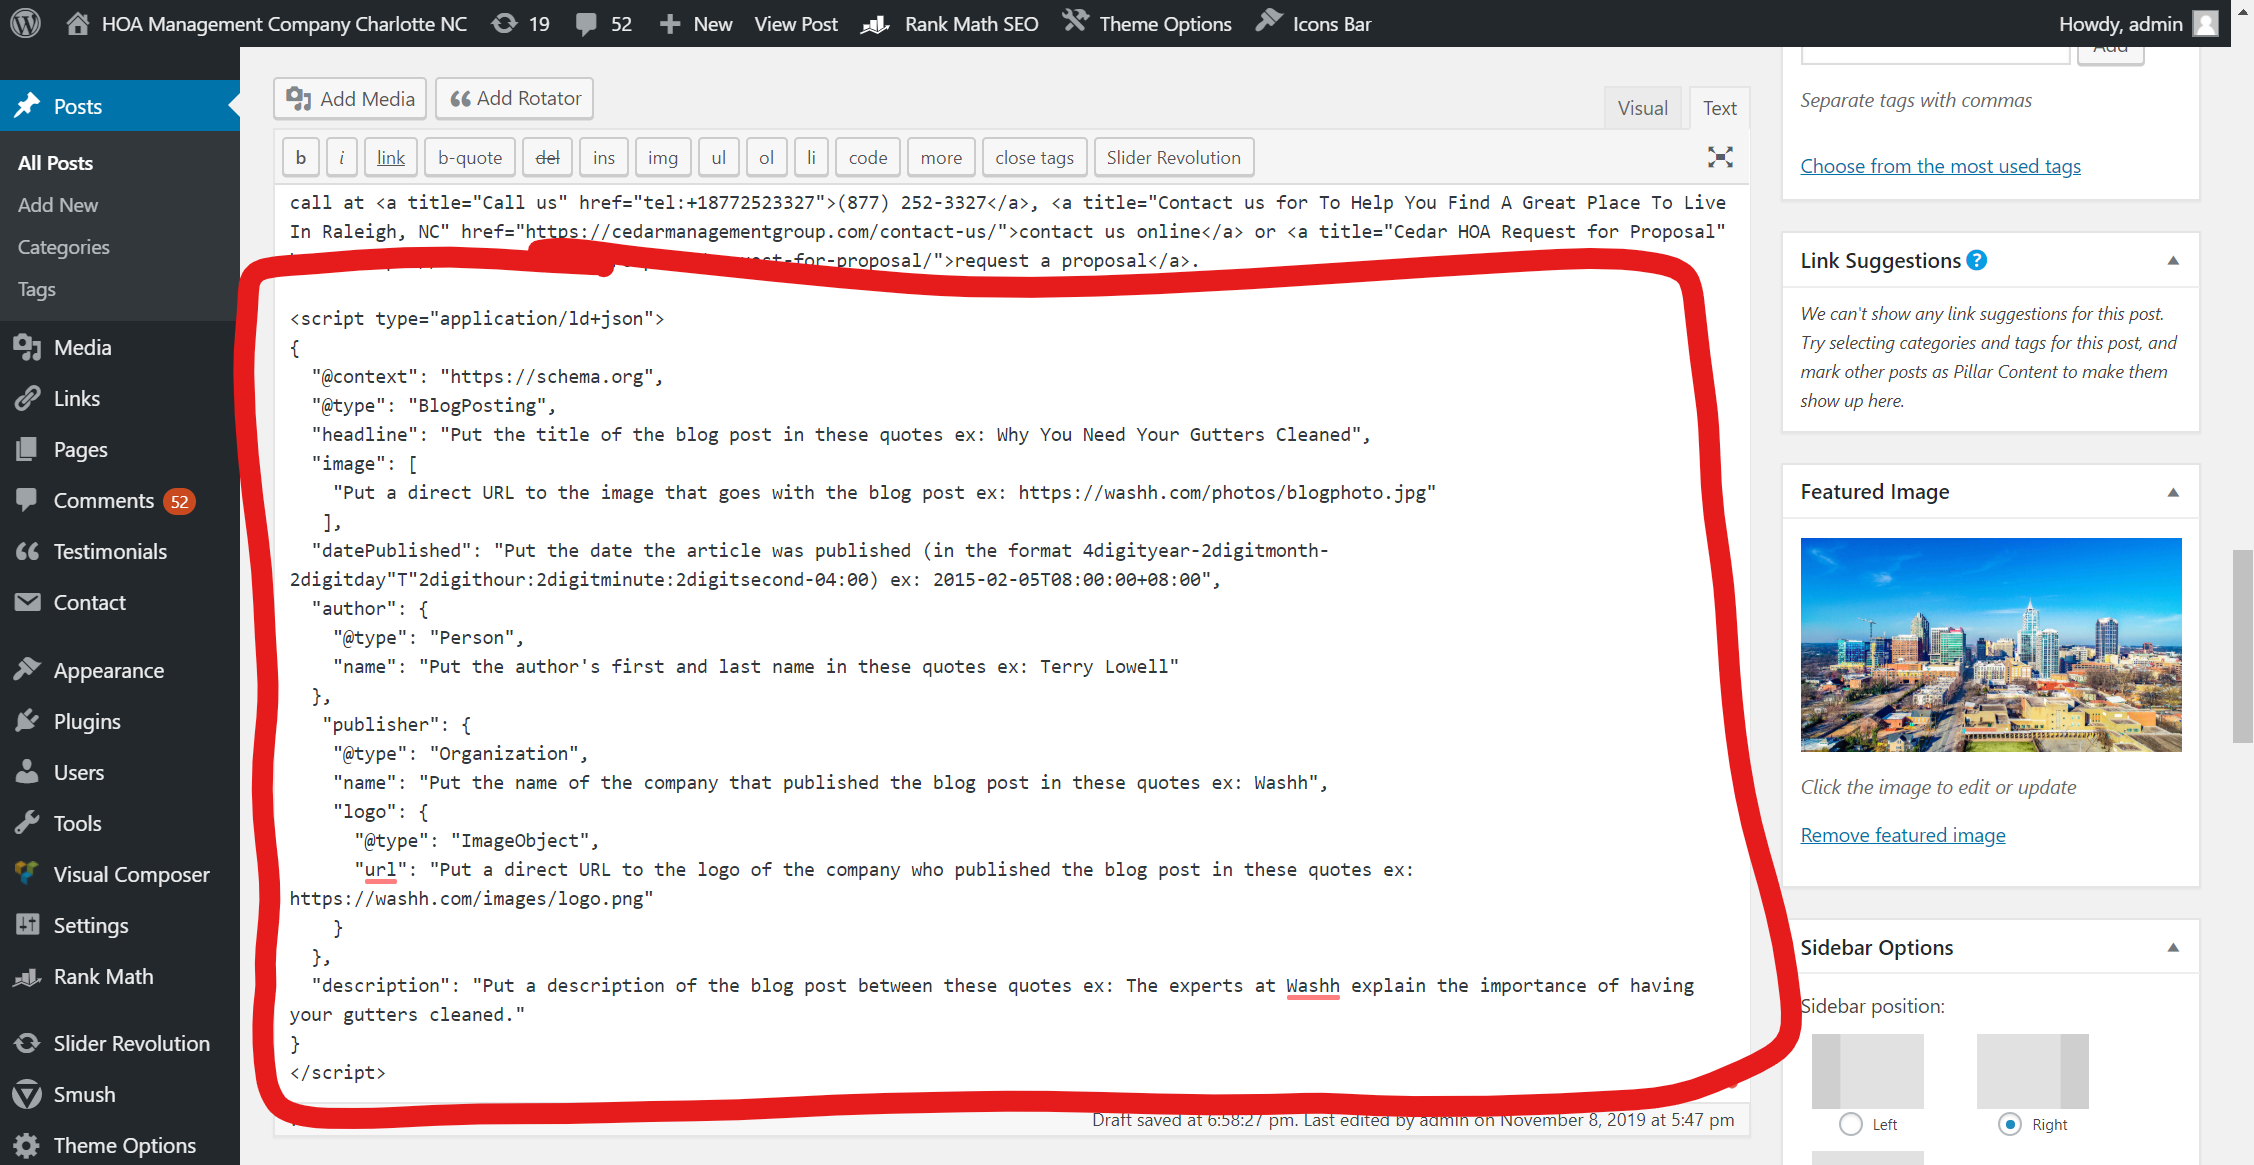 HOA Management Company Charlotte NC 19 52 New View Post Rank Math SEO Theme Options Icons Bar Howdy, admin
Posts
All Posts
Add New
Categories
Tags
Media
Links
Pages
Comments 52
Testimonials
Contact
Appearance
Plugins
Users
Tools
Visual Composer
Settings
Rank Math
Slider Revolution
Smush
Theme Options
Add Media Add Rotator
Visual Text
b i link b-quote del ins img ul ol li code more close tags Slider Revolution
call at <a title="Call us" href="tel:+18772523327">(877) 252-3327</a>, <a title="Contact us for To Help You Find A Great Place To Live
In Raleigh, NC" href="https://cedarmanagementgroup.com/contact-us/">contact us online</a> or <a title="Cedar HOA Request for Proposal"
-for-proposal/">request a proposal</a>.
<script type="application/ld+json">
{
"@context": "https://schema.org",
"@type": "BlogPosting",
"headline": "Put the title of the blog post in these quotes ex: Why You Need Your Gutters Cleaned",
"image": [
"Put a direct URL to the image that goes with the blog post ex: https://washh.com/photos/blogphoto.jpg"
],
"datePublished": "Put the date the article was published (in the format 4digityear-2digitmonth-
2digitday"T"2digithour:2digitminute:2digitsecond-04:00) ex: 2015-02-05T08:00:00+08:00",
"author": {
"@type": "Person",
"name": "Put the author's first and last name in these quotes ex: Terry Lowell"
},
"publisher": {
"@type": "Organization",
"name": "Put the name of the company that published the blog post in these quotes ex: Washh",
"logo": {
"@type": "ImageObject",
"url": "Put a direct URL to the logo of the company who published the blog post in these quotes ex:
https://washh.com/images/logo.png"
}
},
"description": "Put a description of the blog post between these quotes ex: The experts at Washh explain the importance of having
your gutters cleaned."
}
</script>
Draft saved at 6:58:27 pm. Last edited by admin on November 8, 2019 at 5:47 pm
Add
Separate tags with commas
Choose from the most used tags
Link Suggestions ?
We can't show any link suggestions for this post.
Try selecting categories and tags for this post, and
mark other posts as Pillar Content to make them
show up here.
Featured Image
Click the image to edit or update
Remove featured image
Sidebar Options
Sidebar position:
Left Right